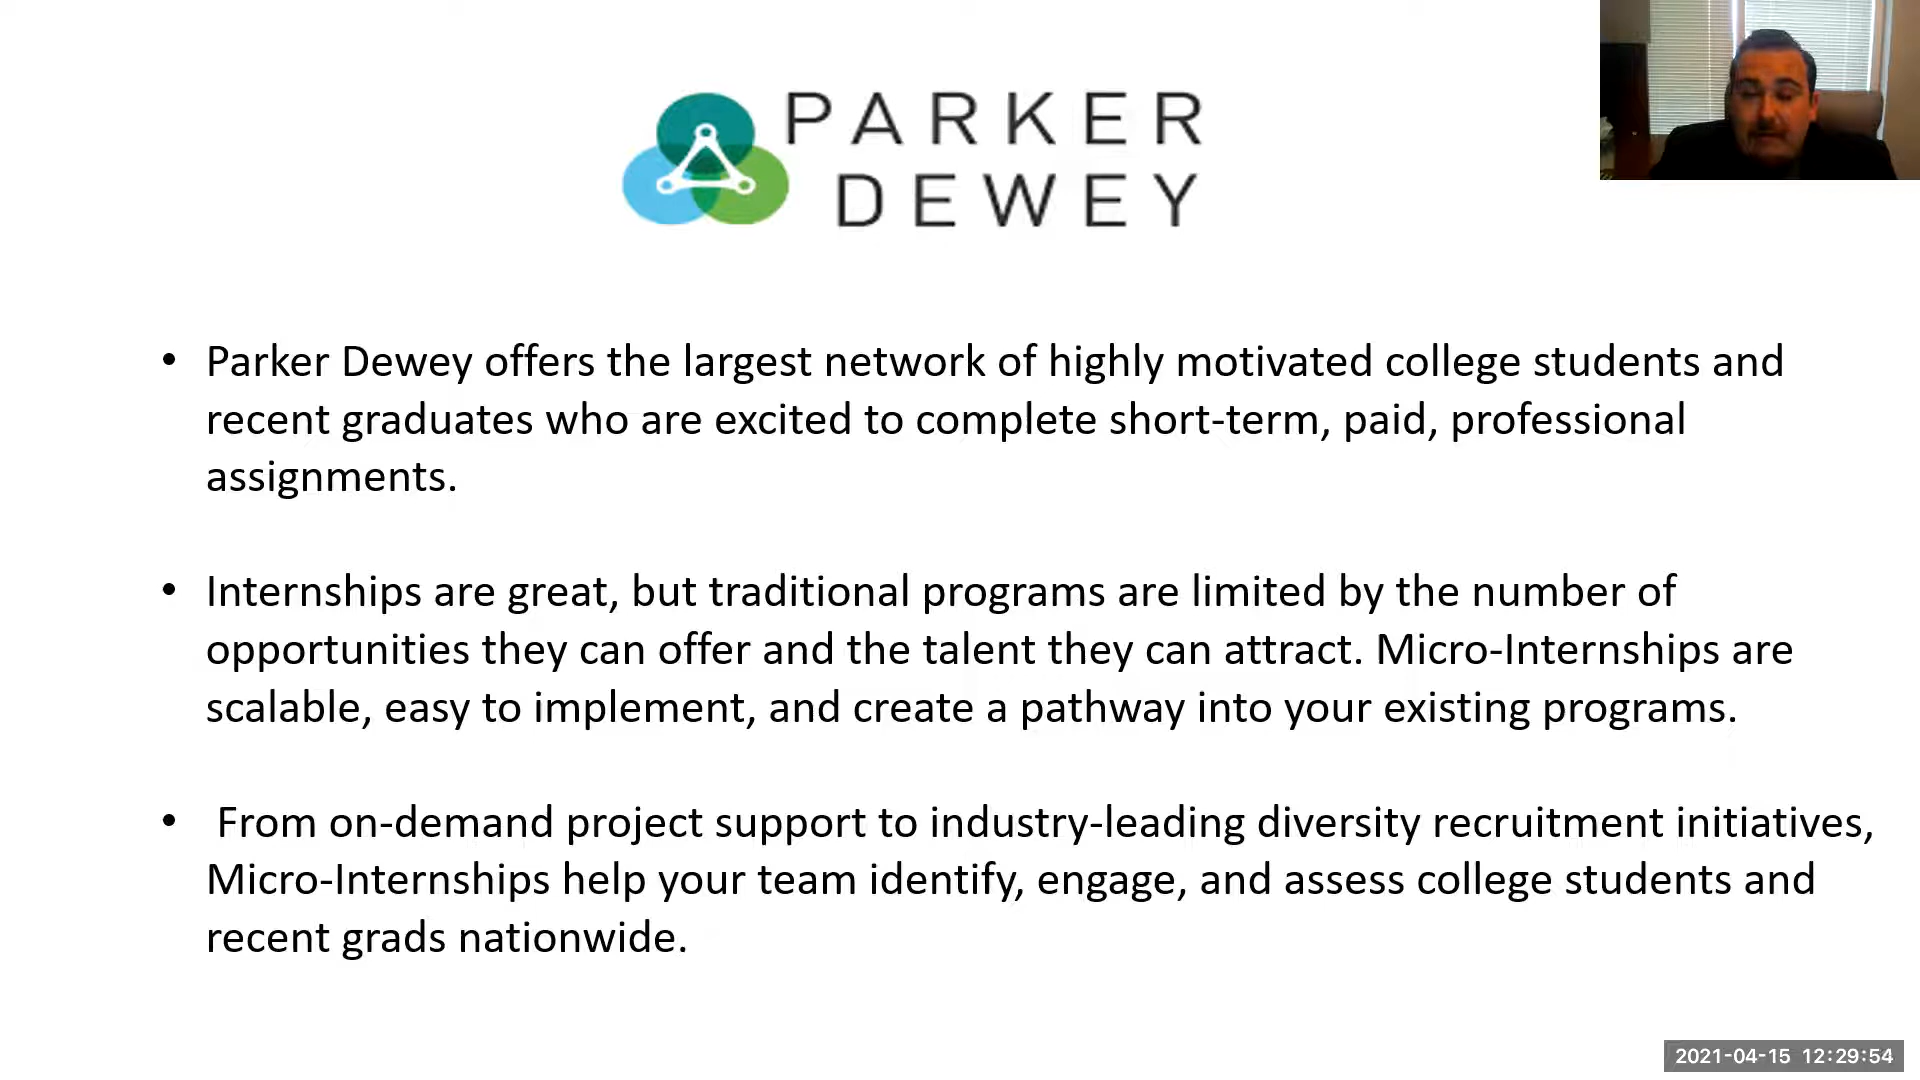 PARKER
DEWEY
• Parker Dewey offers the largest network of highly motivated college students and
recent graduates who are excited to complete short-term, paid, professional
assignments.
• Internships are great, but traditional programs are limited by the number of
opportunities they can offer and the talent they can attract. Micro-Internships are
scalable, easy to implement, and create a pathway into your existing programs.
• From on-demand project support to industry-leading diversity recruitment initiatives,
Micro-Internships help your team identify, engage, and assess college students and
recent grads nationwide.
2021-04-15 12:29:54